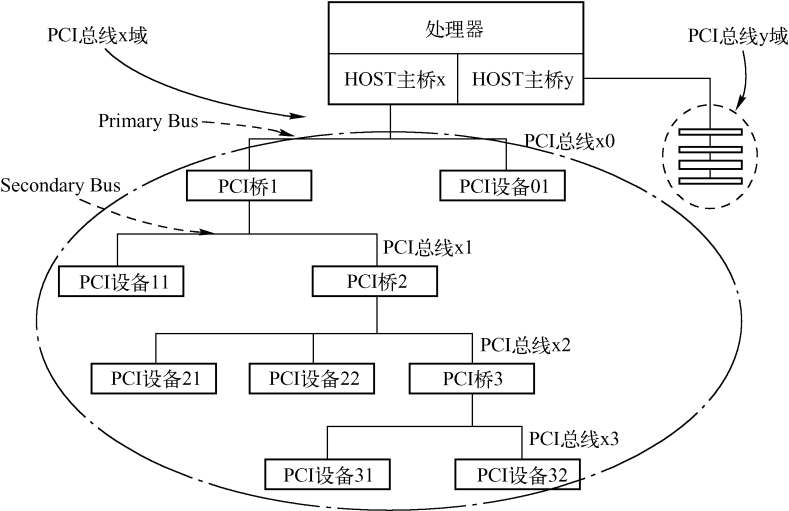 处理器
PCI总线x域
PCI总线y域
HOST主桥x
HOST主桥y
Primary Bus
PCI总线x0
PCI桥1
PCI设备01
Secondary Bus
PCI总线x1
PCI设备11
PCI桥2
PCI总线x2
PCI设备21
PCI设备22
PCI桥3
PCI总线x3
PCI设备31
PCI设备32